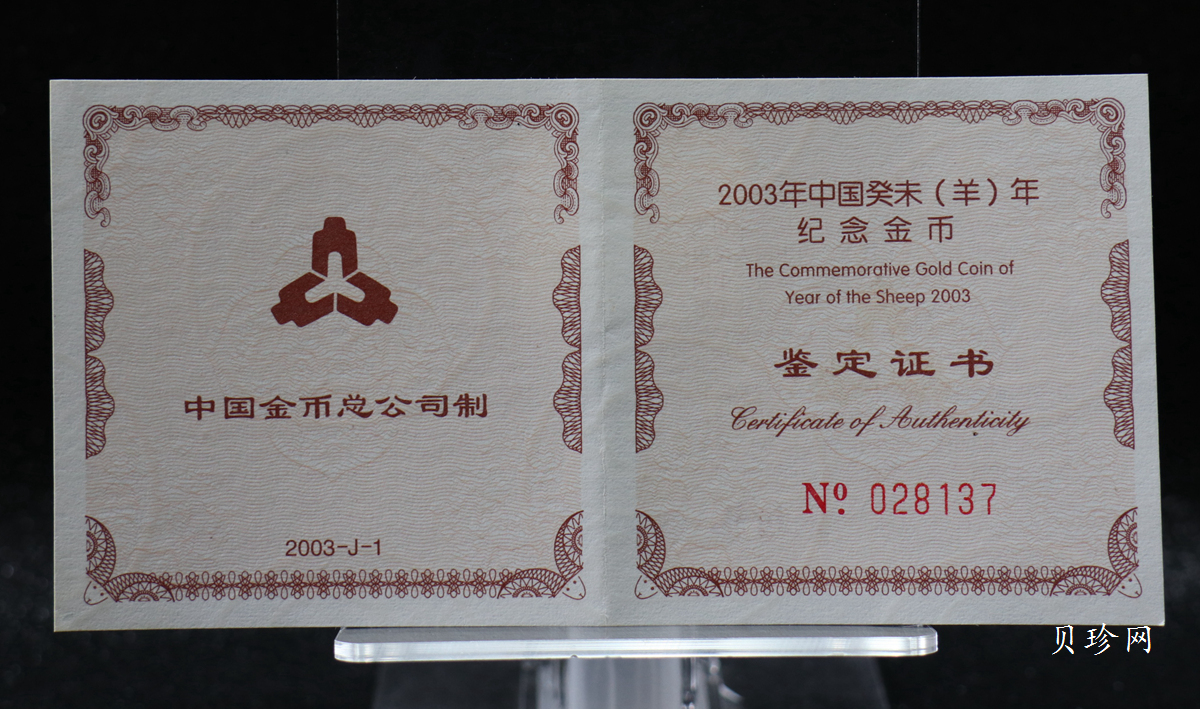 中国金币总公司制
2003-J-1
2003年中国癸未（羊）年
纪念金币
The Commemorative Gold Coin of
Year of the Sheep 2003
鉴定证书
Certificate of Authenticity
Nº 028137
贝珍网